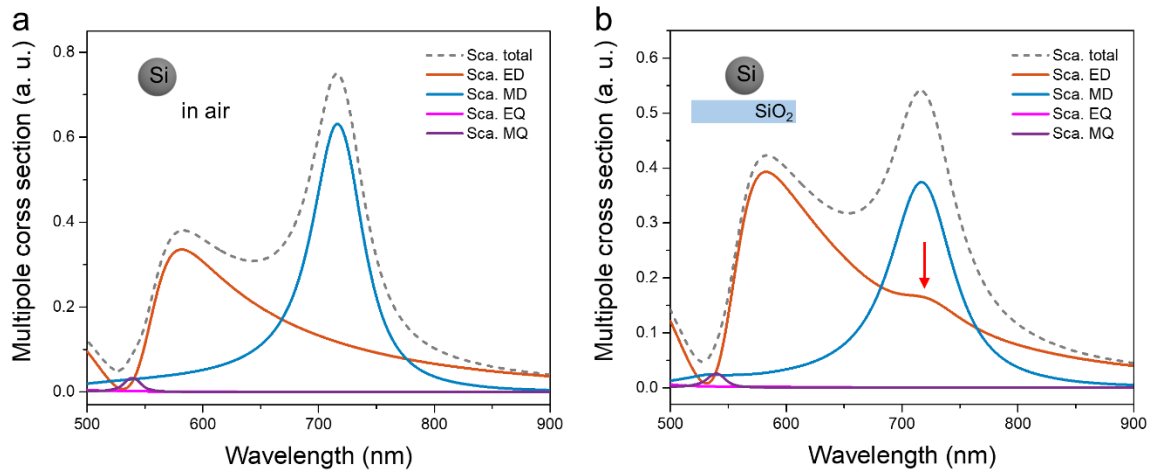 a
Multipole corss section (a. u.)
0.8
0.6
0.4
0.2
0.0
Si
in air
Sca. total
Sca. ED
Sca. MD
Sca. EQ
Sca. MQ
500 600 700 800 900
Wavelength (nm)
b
Multipole cross section (a. u.)
0.6
0.5
0.4
0.3
0.2
0.1
0.0
Si
SiO₂
Sca. total
Sca. ED
Sca. MD
Sca. EQ
Sca. MQ
500 600 700 800 900
Wavelength (nm)